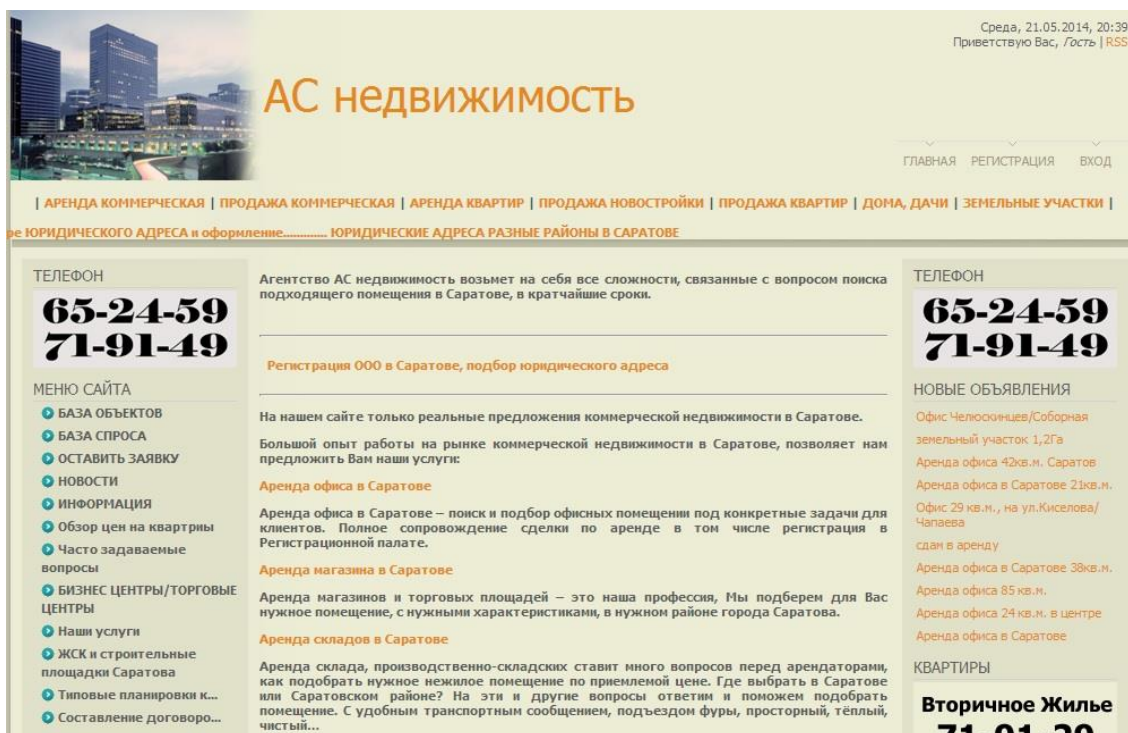 Среда, 21.05.2014, 20:39
Приветствую Вас, Гость | RSS
АС недвижимость
ГЛАВНАЯ РЕГИСТРАЦИЯ ВХОД
| АРЕНДА КОММЕРЧЕСКАЯ | ПРОДАЖА КОММЕРЧЕСКАЯ | АРЕНДА КВАРТИР | ПРОДАЖА НОВОСТРОЙКИ | ПРОДАЖА КВАРТИР | ДОМА, ДАЧИ | ЗЕМЕЛЬНЫЕ УЧАСТКИ |
ре ЮРИДИЧЕСКОГО АДРЕСА и оформление............. ЮРИДИЧЕСКИЕ АДРЕСА РАЗНЫЕ РАЙОНЫ В САРАТОВЕ
ТЕЛЕФОН
65-24-59
71-91-49
МЕНЮ САЙТА
БАЗА ОБЪЕКТОВ
БАЗА СПРОСА
ОСТАВИТЬ ЗАЯВКУ
НОВОСТИ
ИНФОРМАЦИЯ
Обзор цен на квартриы
Часто задаваемые
вопросы
БИЗНЕС ЦЕНТРЫ/ТОРГОВЫЕ
ЦЕНТРЫ
Наши услуги
ЖСК и строительные
площадки Саратова
Типовые планировки к...
Составление договоро...
Агентство АС недвижимость возьмет на себя все сложности, связанные с вопросом поиска
подходящего помещения в Саратове, в кратчайшие сроки.
Регистрация ООО в Саратове, подбор юридического адреса
На нашем сайте только реальные предложения коммерческой недвижимости в Саратове.
Большой опыт работы на рынке коммерческой недвижимости в Саратове, позволяет нам
предложить Вам наши услуги:
Аренда офиса в Саратове
Аренда офиса в Саратове – поиск и подбор офисных помещении под конкретные задачи для
клиентов. Полное сопровождение сделки по аренде в том числе регистрация в
Регистрационной палате.
Аренда магазина в Саратове
Аренда магазинов и торговых площадей – это наша профессия, Мы подберем для Вас
нужное помещение, с нужными характеристиками, в нужном районе города Саратова.
Аренда складов в Саратове
Аренда склада, производственно-складских ставит много вопросов перед арендаторами,
как подобрать нужное нежилое помещение по приемлемой цене. Где выбрать в Саратове
или Саратовском районе? На эти и другие вопросы ответим и поможем подобрать
помещение. С удобным транспортным сообщением, подъездом фуры, просторный, тёплый,
чистый...
ТЕЛЕФОН
65-24-59
71-91-49
НОВЫЕ ОБЪЯВЛЕНИЯ
Офис Челюскинцев/Соборная
земельный участок 1,2Га
Аренда офиса 42кв.м. Саратов
Аренда офиса в Саратове 21кв.м.
Офис 29 кв.м., на ул.Киселова/
Чапаева
сдам в аренду
Аренда офиса в Саратове 38кв.м.
Аренда офиса 85 кв.м.
Аренда офиса 24 кв.м. в центре
Аренда офиса в Саратове
КВАРТИРЫ
Вторичное Жилье